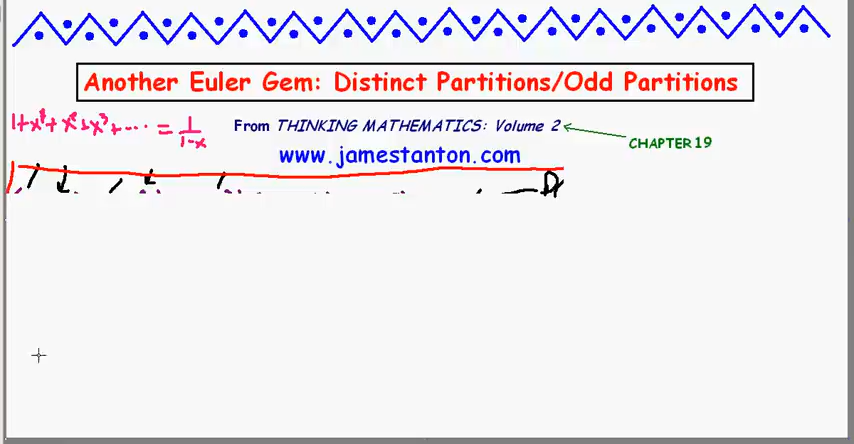 Another Euler Gem: Distinct Partitions/Odd Partitions
1+x¹+x²+x³+⋯ = 1/(1-x)
From THINKING MATHEMATICS: Volume 2
CHAPTER 19
www.jamestanton.com